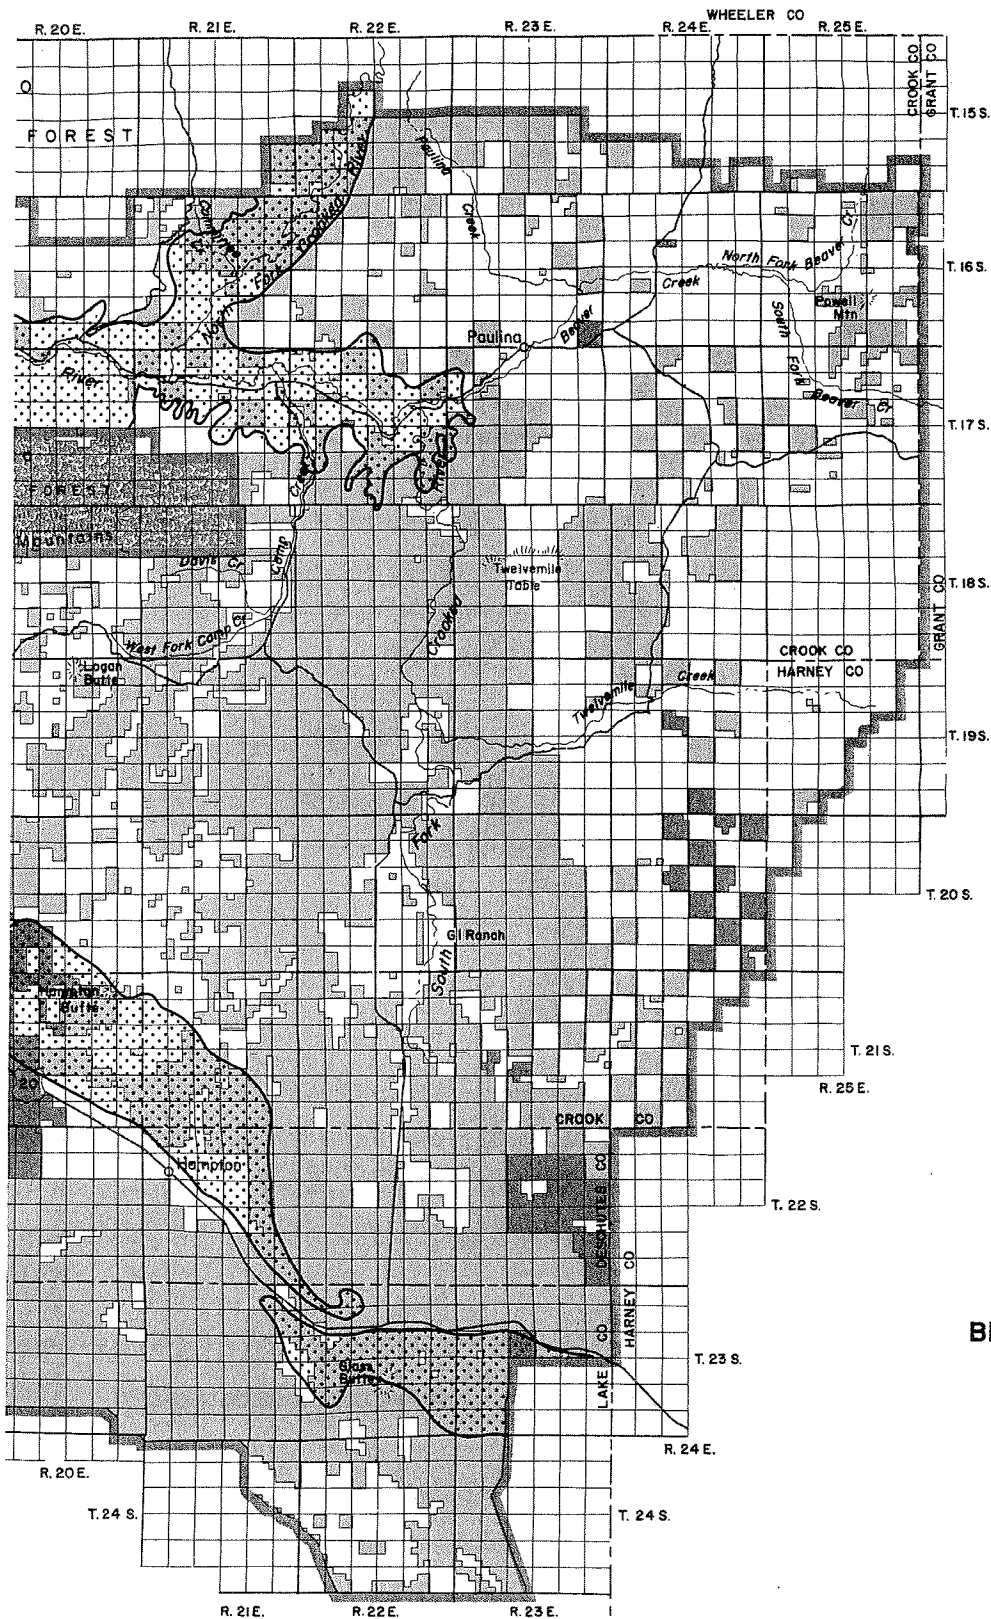 WHEELER CO
R. 20 E. R. 21 E. R. 22 E. R. 23 E. R. 24 E. R. 25 E.
CROOK CO
GRANT CO
T. 15 S.
FOREST
Paulina
Creek
River
Crooked
Fork
North
Camp
Cr
North Fork Beaver Cr
T. 16 S.
Creek
Powell
Mtn
Paulina
Beaver
South
Fork
Beaver Cr
River
T. 17 S.
River
Creek
FOREST
Mountains
Davis Cr
Camp
Twelvemile
Table
T. 18 S.
Crooked
GRANT CO
West Fork Camp Cr
Logan
Butte
CROOK CO
HARNEY CO
Twelvemile Creek
T. 19 S.
Fork
T. 20 S.
GI Ranch
South
Hampton
Butte
T. 21 S.
20
R. 25 E.
CROOK CO
Hampton
DESCHUTES CO
T. 22 S.
HARNEY CO
LAKE CO
T. 23 S.
Glass
Butte
R. 24 E.
R. 20 E.
T. 24 S. T. 24 S.
R. 21 E. R. 22 E. R. 23 E.